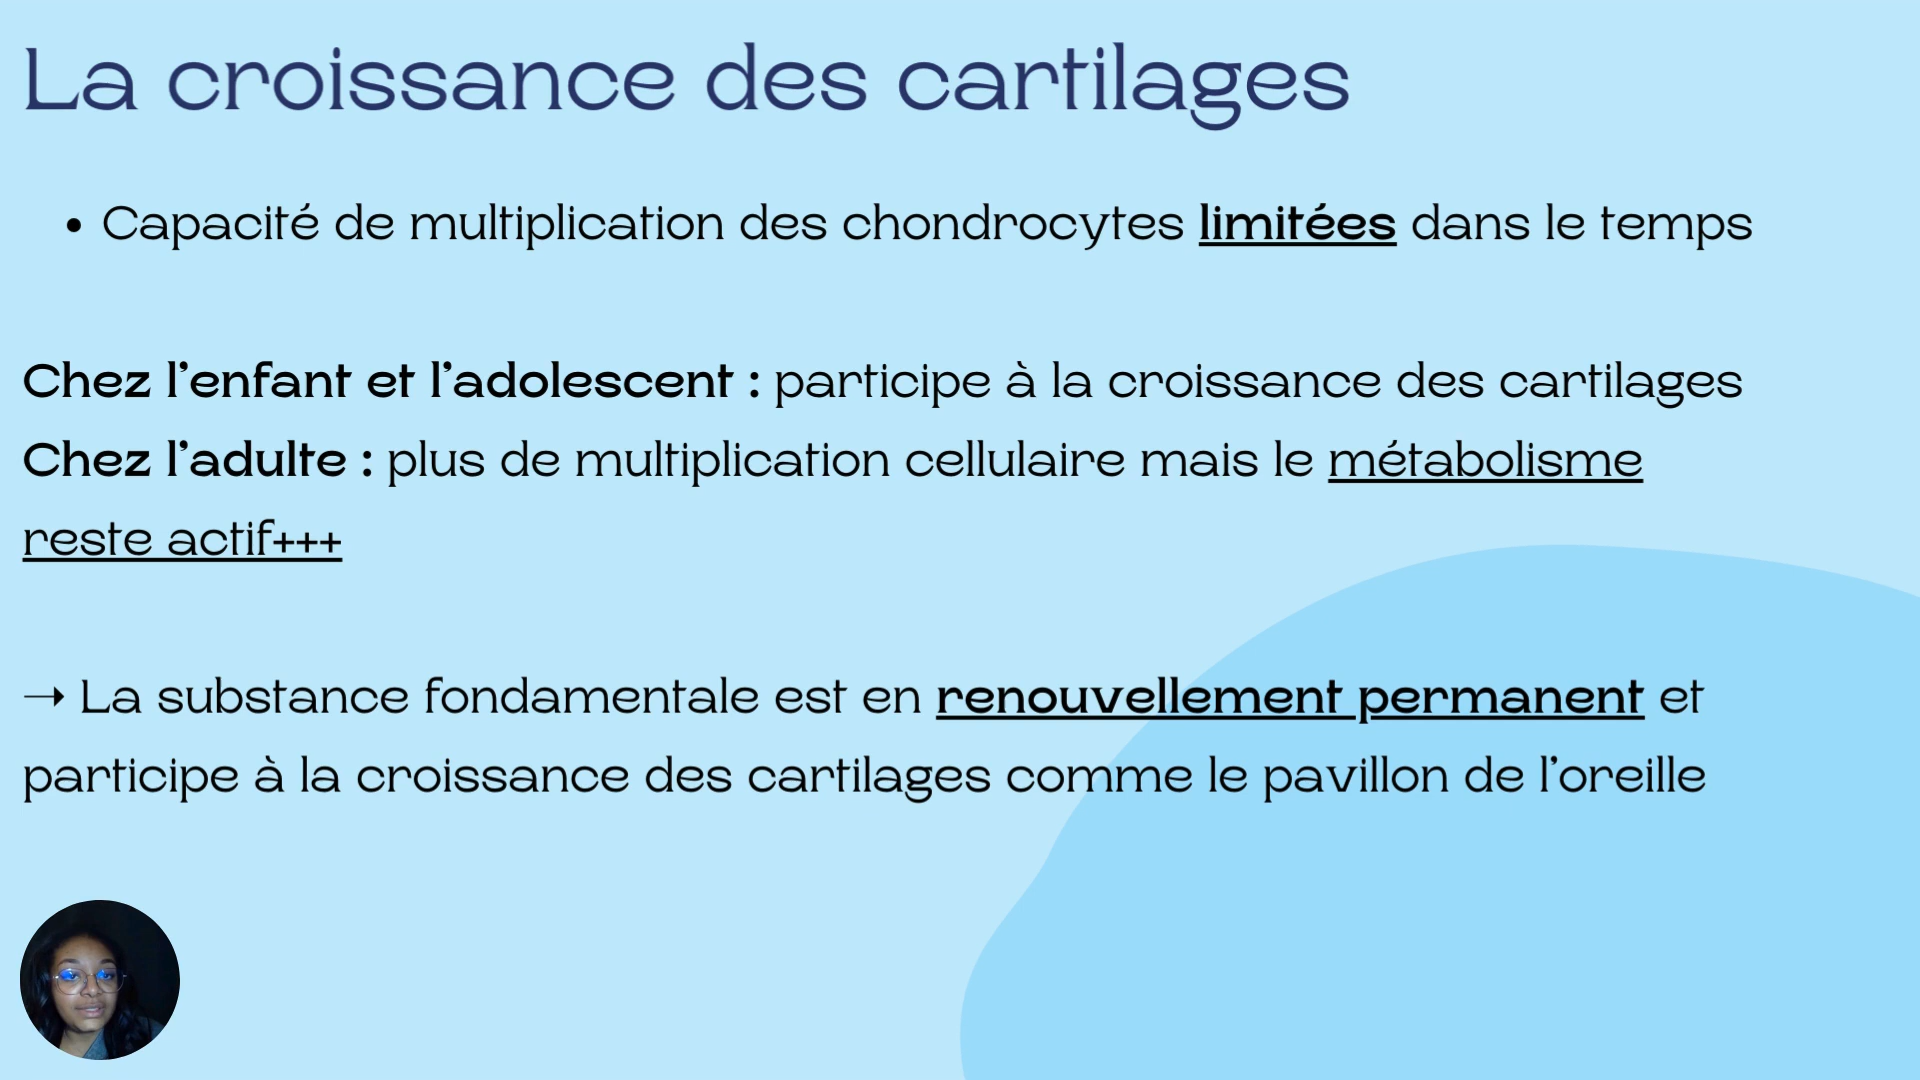 La croissance des cartilages
• Capacité de multiplication des chondrocytes limitées dans le temps
Chez l’enfant et l’adolescent : participe à la croissance des cartilages
Chez l’adulte : plus de multiplication cellulaire mais le métabolisme
reste actif+++
→ La substance fondamentale est en renouvellement permanent et
participe à la croissance des cartilages comme le pavillon de l’oreille